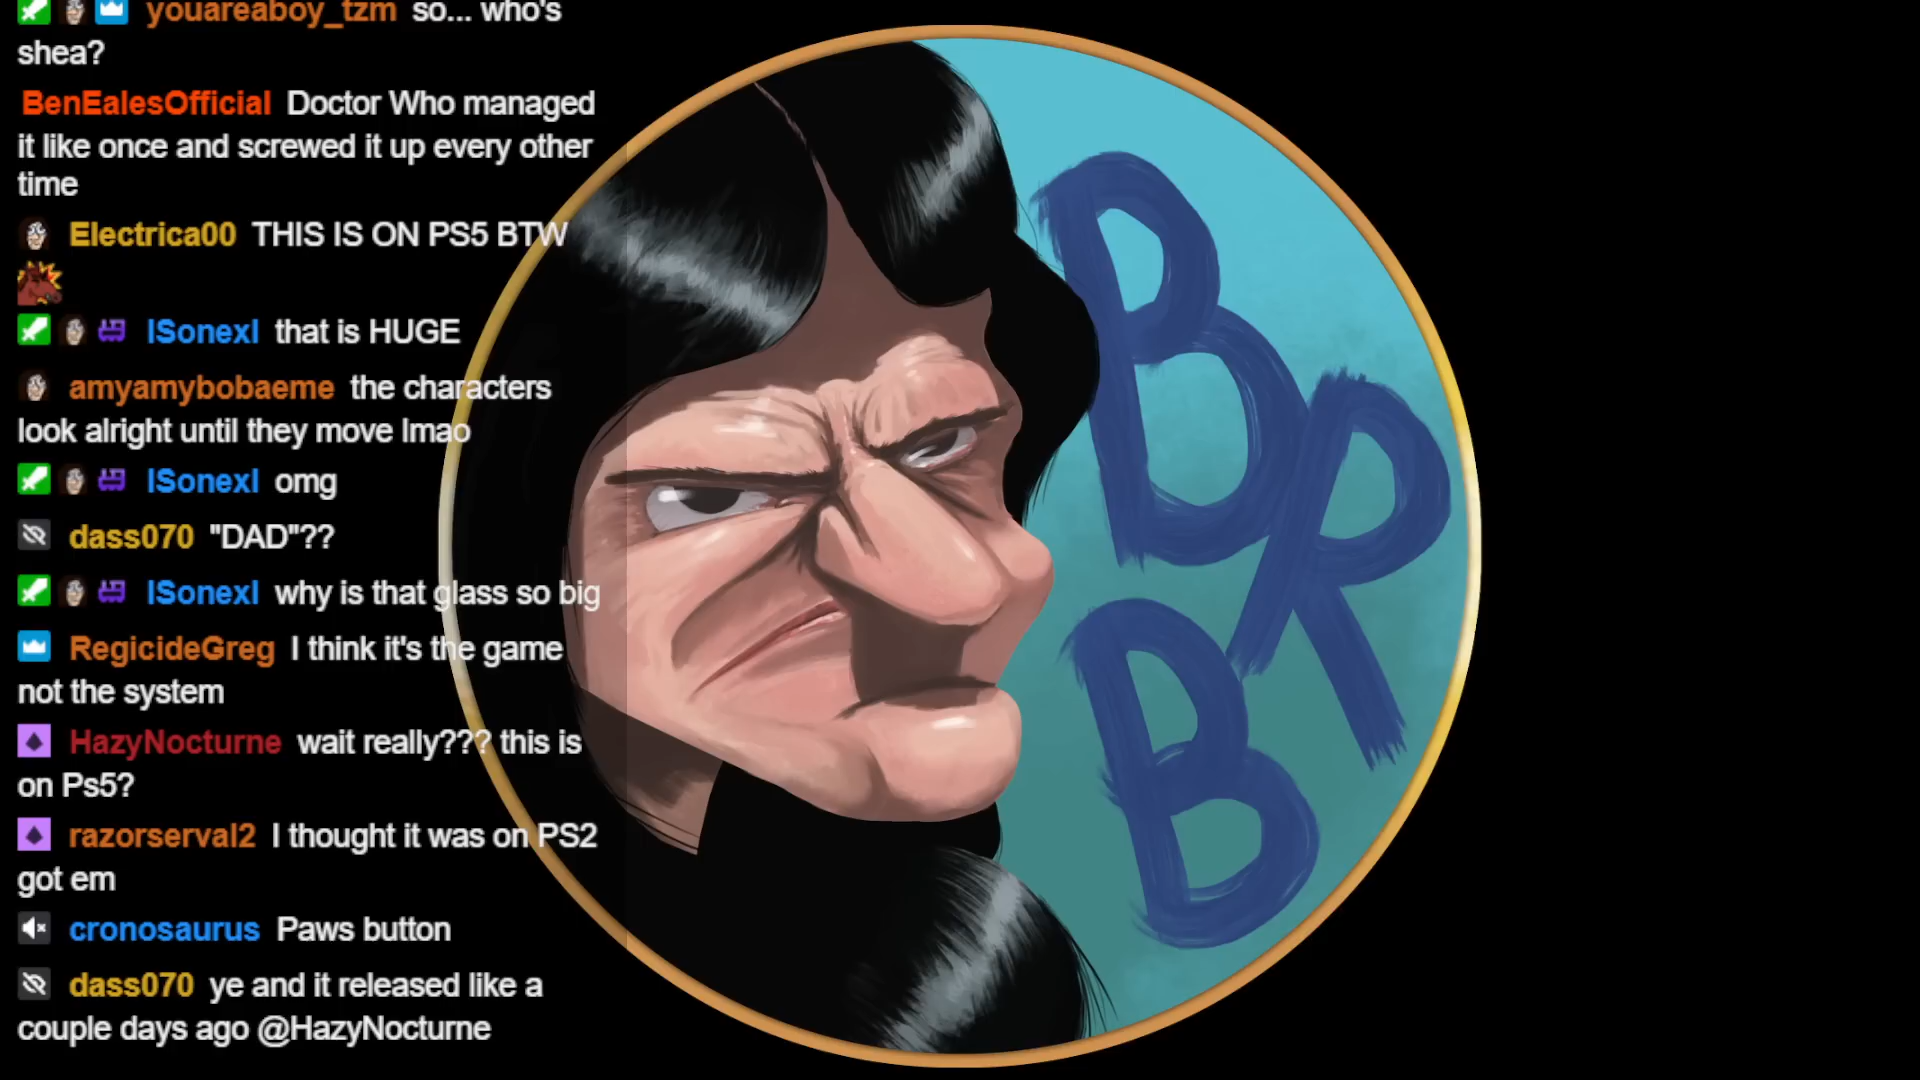 youareaboy_tzm so... who's
shea?
BenEalesOfficial Doctor Who managed
it like once and screwed it up every other
time
Electrica00 THIS IS ON PS5 BTW
lSonexl that is HUGE
amyamybobaeme the characters
look alright until they move lmao
lSonexl omg
dass070 "DAD"??
lSonexl why is that glass so big
RegicideGreg I think it's the game
not the system
HazyNocturne wait really??? this is
on Ps5?
razorserval2 I thought it was on PS2
got em
cronosaurus Paws button
dass070 ye and it released like a
couple days ago @HazyNocturne
BRB